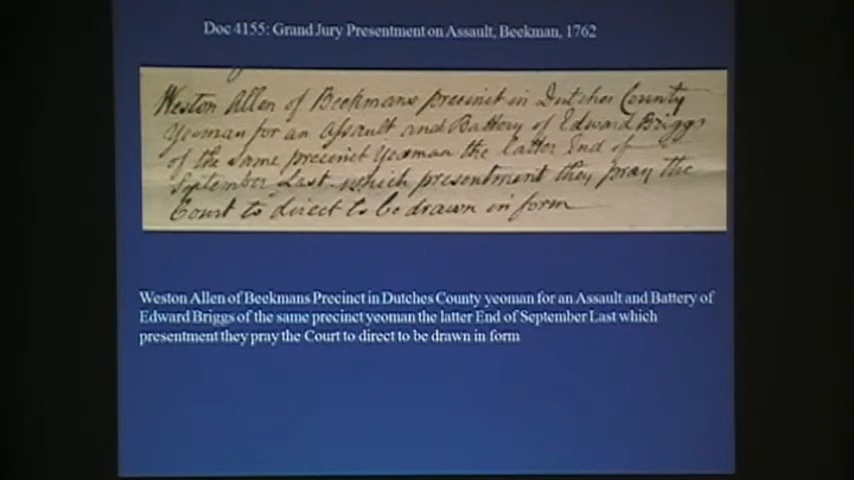 Doc 4155: Grand Jury Presentment on Assault, Beekman, 1762
Weston Allen of Beekmans precinct in Dutches County
yeoman for an assault and Battery of Edward Briggs
of the same precinct yeoman the latter End of
September Last which presentment they pray the
Court to direct to be drawn in form
Weston Allen of Beekmans Precinct in Dutches County yeoman for an Assault and Battery of
Edward Briggs of the same precinct yeoman the latter End of September Last which
presentment they pray the Court to direct to be drawn in form